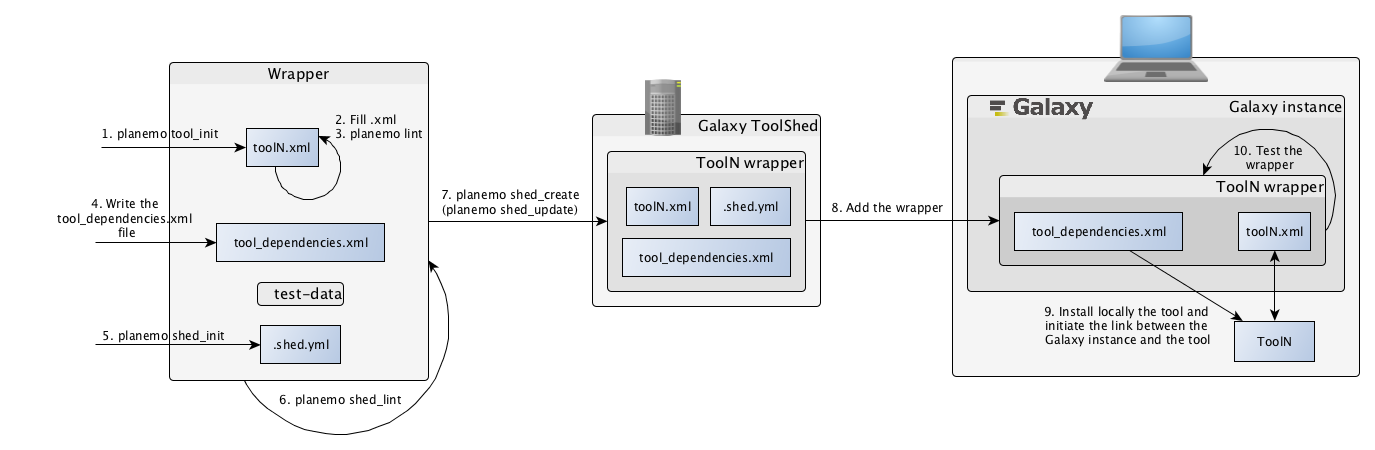 Wrapper
1. planemo tool_init
toolN.xml
2. Fill .xml
3. planemo lint
4. Write the
tool_dependencies.xml
file
tool_dependencies.xml
test-data
5. planemo shed_init
.shed.yml
6. planemo shed_lint
7. planemo shed_create
(planemo shed_update)
Galaxy ToolShed
ToolN wrapper
toolN.xml
.shed.yml
tool_dependencies.xml
8. Add the wrapper
Galaxy
Galaxy instance
10. Test the
wrapper
ToolN wrapper
tool_dependencies.xml
toolN.xml
9. Install locally the tool and
initiate the link between the
Galaxy instance and the tool
ToolN